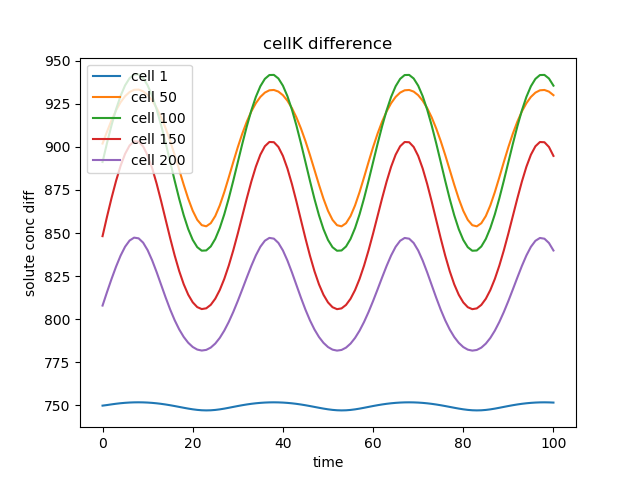 cellK difference
950
925
900
875
850
825
800
775
750
solute conc diff
cell 1
cell 50
cell 100
cell 150
cell 200
0
20
40
60
80
100
time